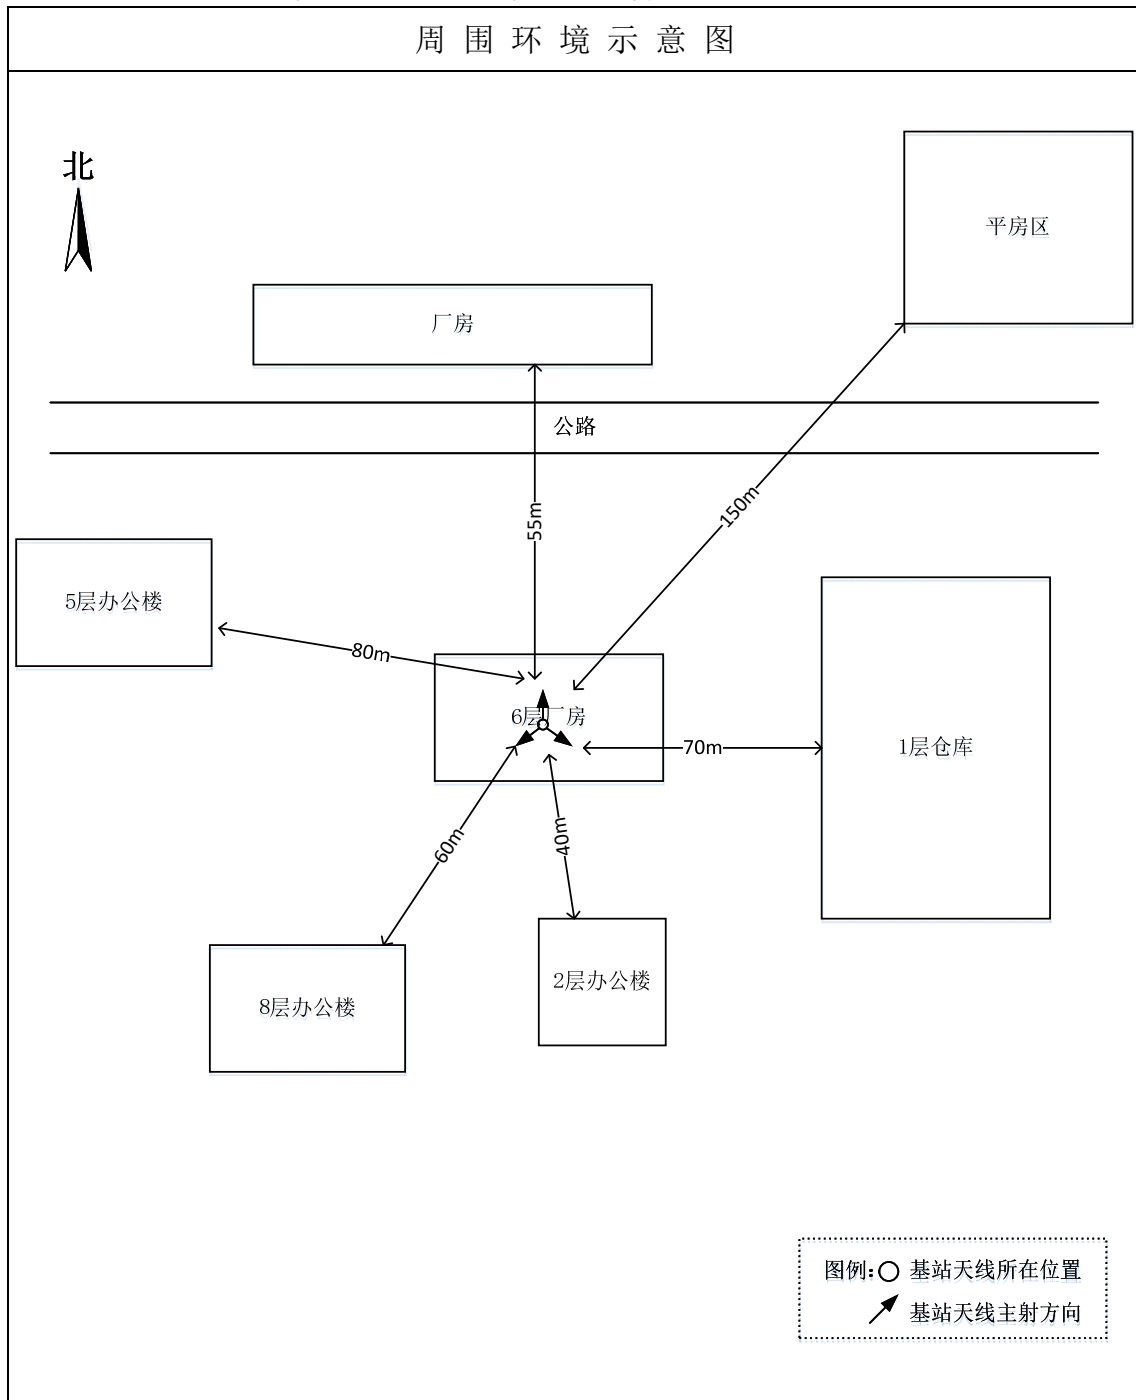 周围环境示意图
北
平房区
厂房
公路
150m
55m
5层办公楼
80m
6层厂房
70m
1层仓库
60m
40m
2层办公楼
8层办公楼
图例:基站天线所在位置
基站天线主射方向